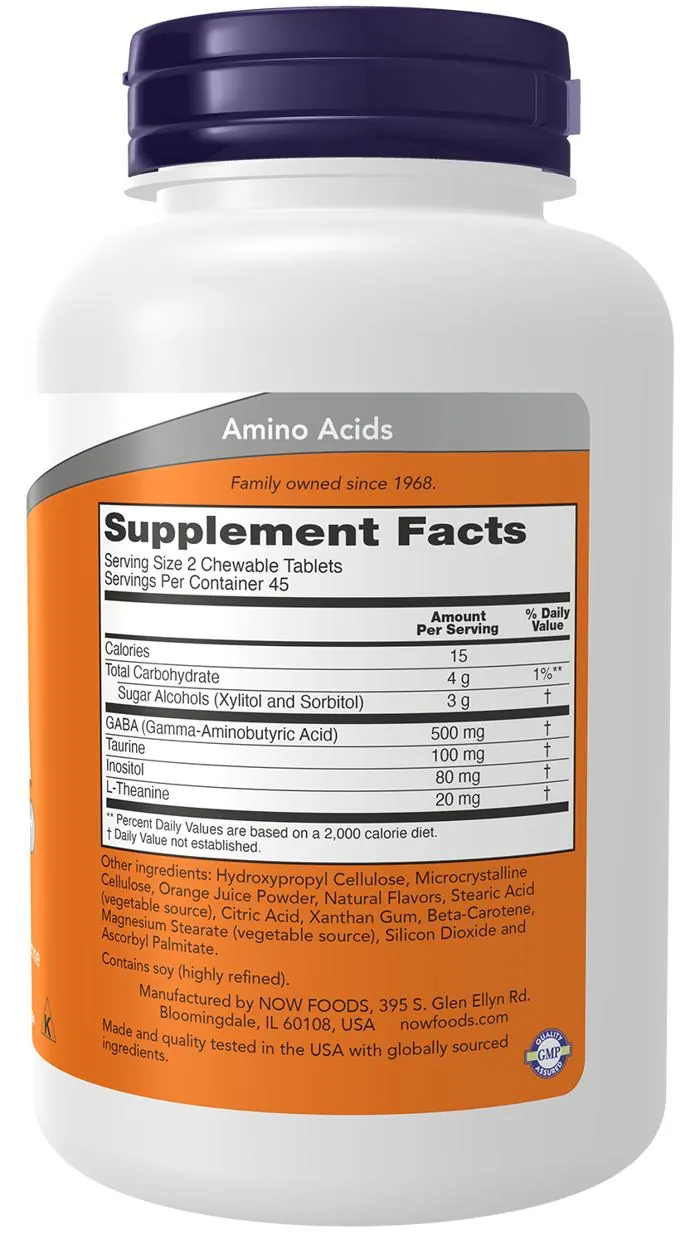 Amino Acids
Family owned since 1968.
Supplement Facts
Serving Size 2 Chewable Tablets
Servings Per Container 45
Amount Per Serving % Daily Value
Calories 15
Total Carbohydrate 4 g 1%**
Sugar Alcohols (Xylitol and Sorbitol) 3 g †
GABA (Gamma-Aminobutyric Acid) 500 mg †
Taurine 100 mg †
Inositol 80 mg †
L-Theanine 20 mg †
** Percent Daily Values are based on a 2,000 calorie diet.
† Daily Value not established.
Other ingredients: Hydroxypropyl Cellulose, Microcrystalline
Cellulose, Orange Juice Powder, Natural Flavors, Stearic Acid
(vegetable source), Citric Acid, Xanthan Gum, Beta-Carotene,
Magnesium Stearate (vegetable source), Silicon Dioxide and
Ascorbyl Palmitate.
Contains soy (highly refined).
Manufactured by NOW FOODS, 395 S. Glen Ellyn Rd.
Bloomingdale, IL 60108, USA nowfoods.com
Made and quality tested in the USA with globally sourced
ingredients.
QUALITY
GMP
ASSURED
K